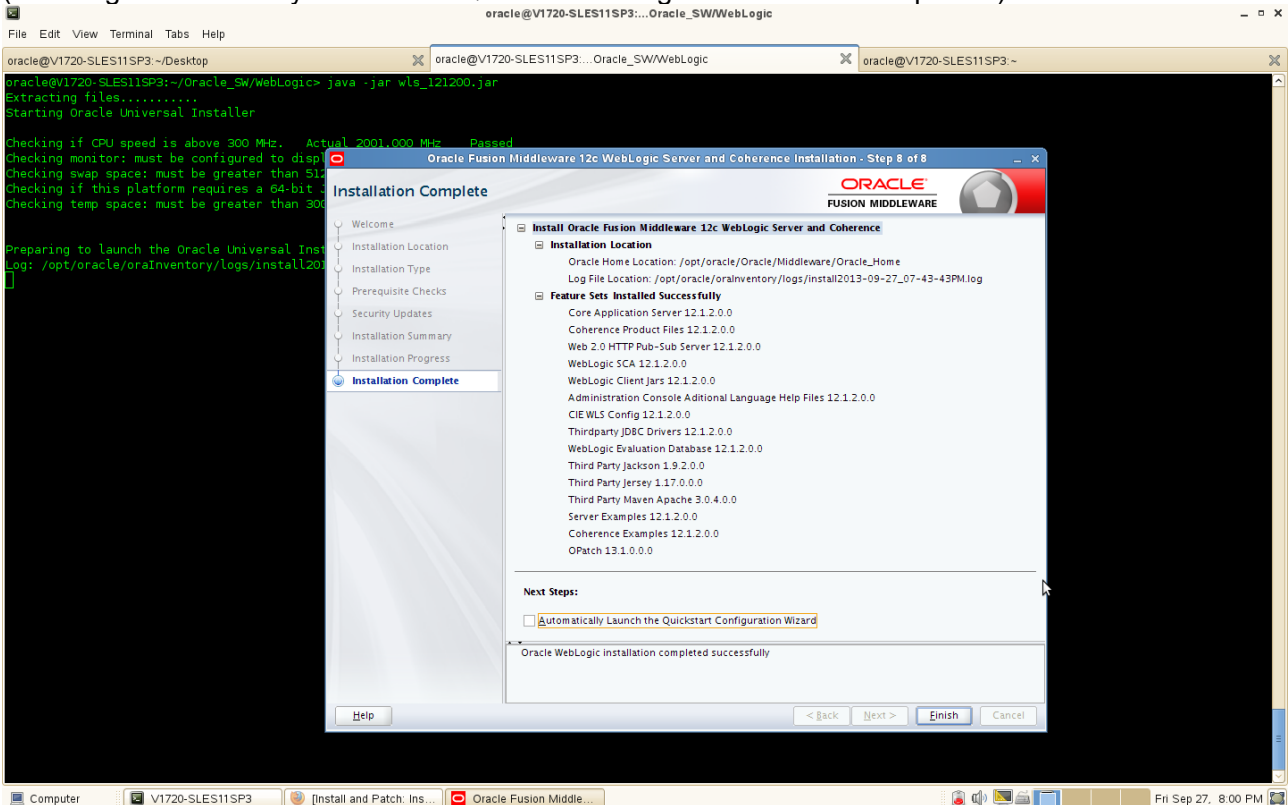 oracle@V1720-SLES11SP3:...Oracle_SW/WebLogic
File Edit View Terminal Tabs Help
oracle@V1720-SLES11SP3:~/Desktop
oracle@V1720-SLES11SP3:...Oracle_SW/WebLogic
oracle@V1720-SLES11SP3:~
oracle@V1720-SLES11SP3:~/Oracle_SW/WebLogic> java -jar wls_121200.jar
Extracting files...........
Starting Oracle Universal Installer
Checking if CPU speed is above 300 MHz. Actual 2001.000 MHz Passed
Checking monitor: must be configured to displ
Checking swap space: must be greater than 512
Checking if this platform requires a 64-bit
Checking temp space: must be greater than 300
Preparing to launch the Oracle Universal Inst
Log: /opt/oracle/oraInventory/logs/install201
Oracle Fusion Middleware 12c WebLogic Server and Coherence Installation - Step 8 of 8
Installation Complete
ORACLE
FUSION MIDDLEWARE
Welcome
Installation Location
Installation Type
Prerequisite Checks
Security Updates
Installation Summary
Installation Progress
Installation Complete
Install Oracle Fusion Middleware 12c WebLogic Server and Coherence
Installation Location
Oracle Home Location: /opt/oracle/Oracle/Middleware/Oracle_Home
Log File Location: /opt/oracle/oraInventory/logs/install2013-09-27_07-43-43PM.log
Feature Sets Installed Successfully
Core Application Server 12.1.2.0.0
Coherence Product Files 12.1.2.0.0
Web 2.0 HTTP Pub-Sub Server 12.1.2.0.0
WebLogic SCA 12.1.2.0.0
WebLogic Client Jars 12.1.2.0.0
Administration Console Aditional Language Help Files 12.1.2.0.0
CIE WLS Config 12.1.2.0.0
Thirdparty JDBC Drivers 12.1.2.0.0
WebLogic Evaluation Database 12.1.2.0.0
Third Party Jackson 1.9.2.0.0
Third Party Jersey 1.17.0.0.0
Third Party Maven Apache 3.0.4.0.0
Server Examples 12.1.2.0.0
Coherence Examples 12.1.2.0.0
OPatch 13.1.0.0.0
Next Steps:
Automatically Launch the Quickstart Configuration Wizard
Oracle WebLogic installation completed successfully
Help
< Back
Next >
Finish
Cancel
Computer
V1720-SLES11SP3
[Install and Patch: Ins...
Oracle Fusion Middle...
Fri Sep 27, 8:00 PM